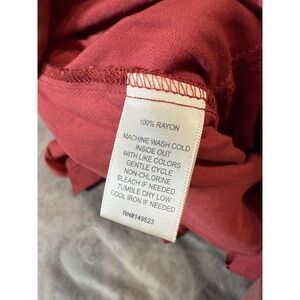 100% RAYON
MACHINE WASH COLD
INSIDE OUT
WITH LIKE COLORS
GENTLE CYCLE
NON-CHLORINE
BLEACH IF NEEDED
TUMBLE DRY LOW
COOL IRON IF NEEDED
RN#149523